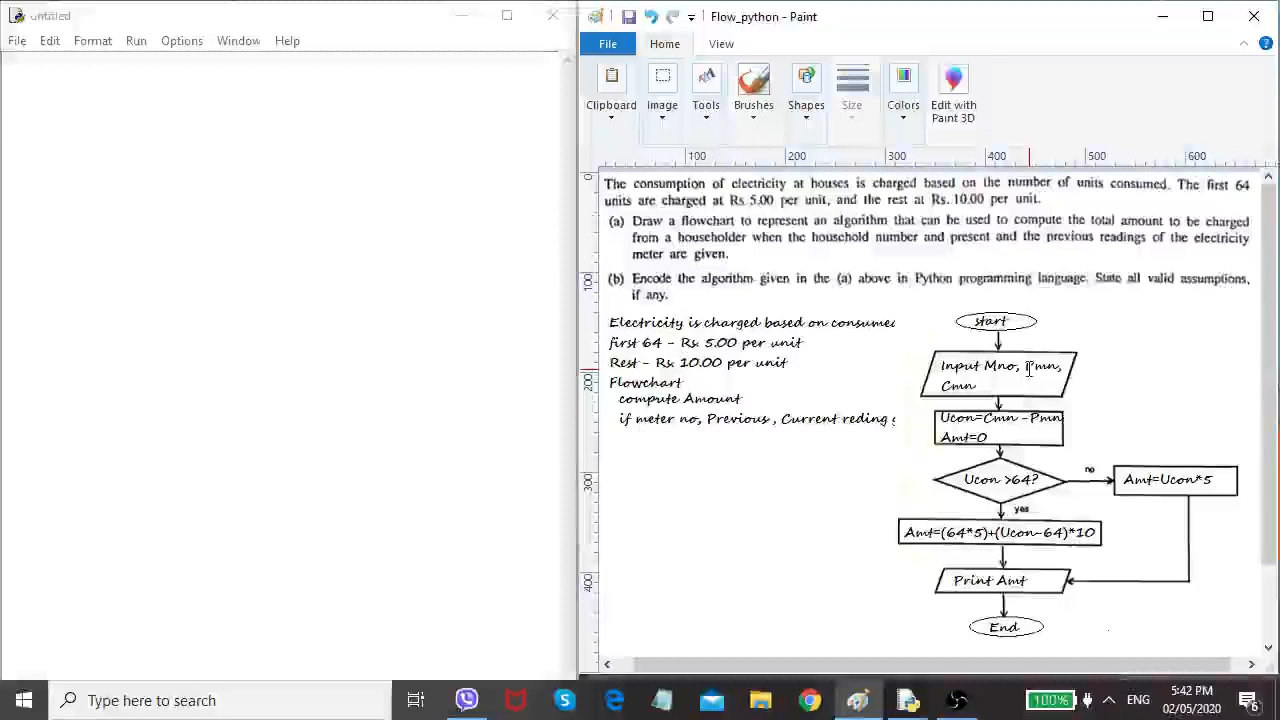 untitled
File Edit Format Run Options Window Help
Flow_python - Paint
File Home View
Clipboard Image Tools Brushes Shapes Size Colors Edit with Paint 3D
100 200 300 400 500 600
0
100
200
300
400
The consumption of electricity at houses is charged based on the number of units consumed. The first 64
units are charged at Rs. 5.00 per unit, and the rest at Rs. 10.00 per unit.
(a) Draw a flowchart to represent an algorithm that can be used to compute the total amount to be charged
from a householder when the household number and present and the previous readings of the electricity
meter are given.
(b) Encode the algorithm given in the (a) above in Python programming language. State all valid assumptions,
if any.
Electricity is charged based on consumed
first 64 - Rs. 5.00 per unit
Rest - Rs. 10.00 per unit
Flowchart
compute Amount
if meter no, Previous , Current reding
start
Input Mno, Pmn,
Cmn
Ucon=Cmn -Pmn
Amt=0
Ucon >64?
no
Amt=Ucon*5
yes
Amt=(64*5)+(Ucon-64)*10
Print Amt
End
Type here to search
100% ENG 5:42 PM
02/05/2020 6